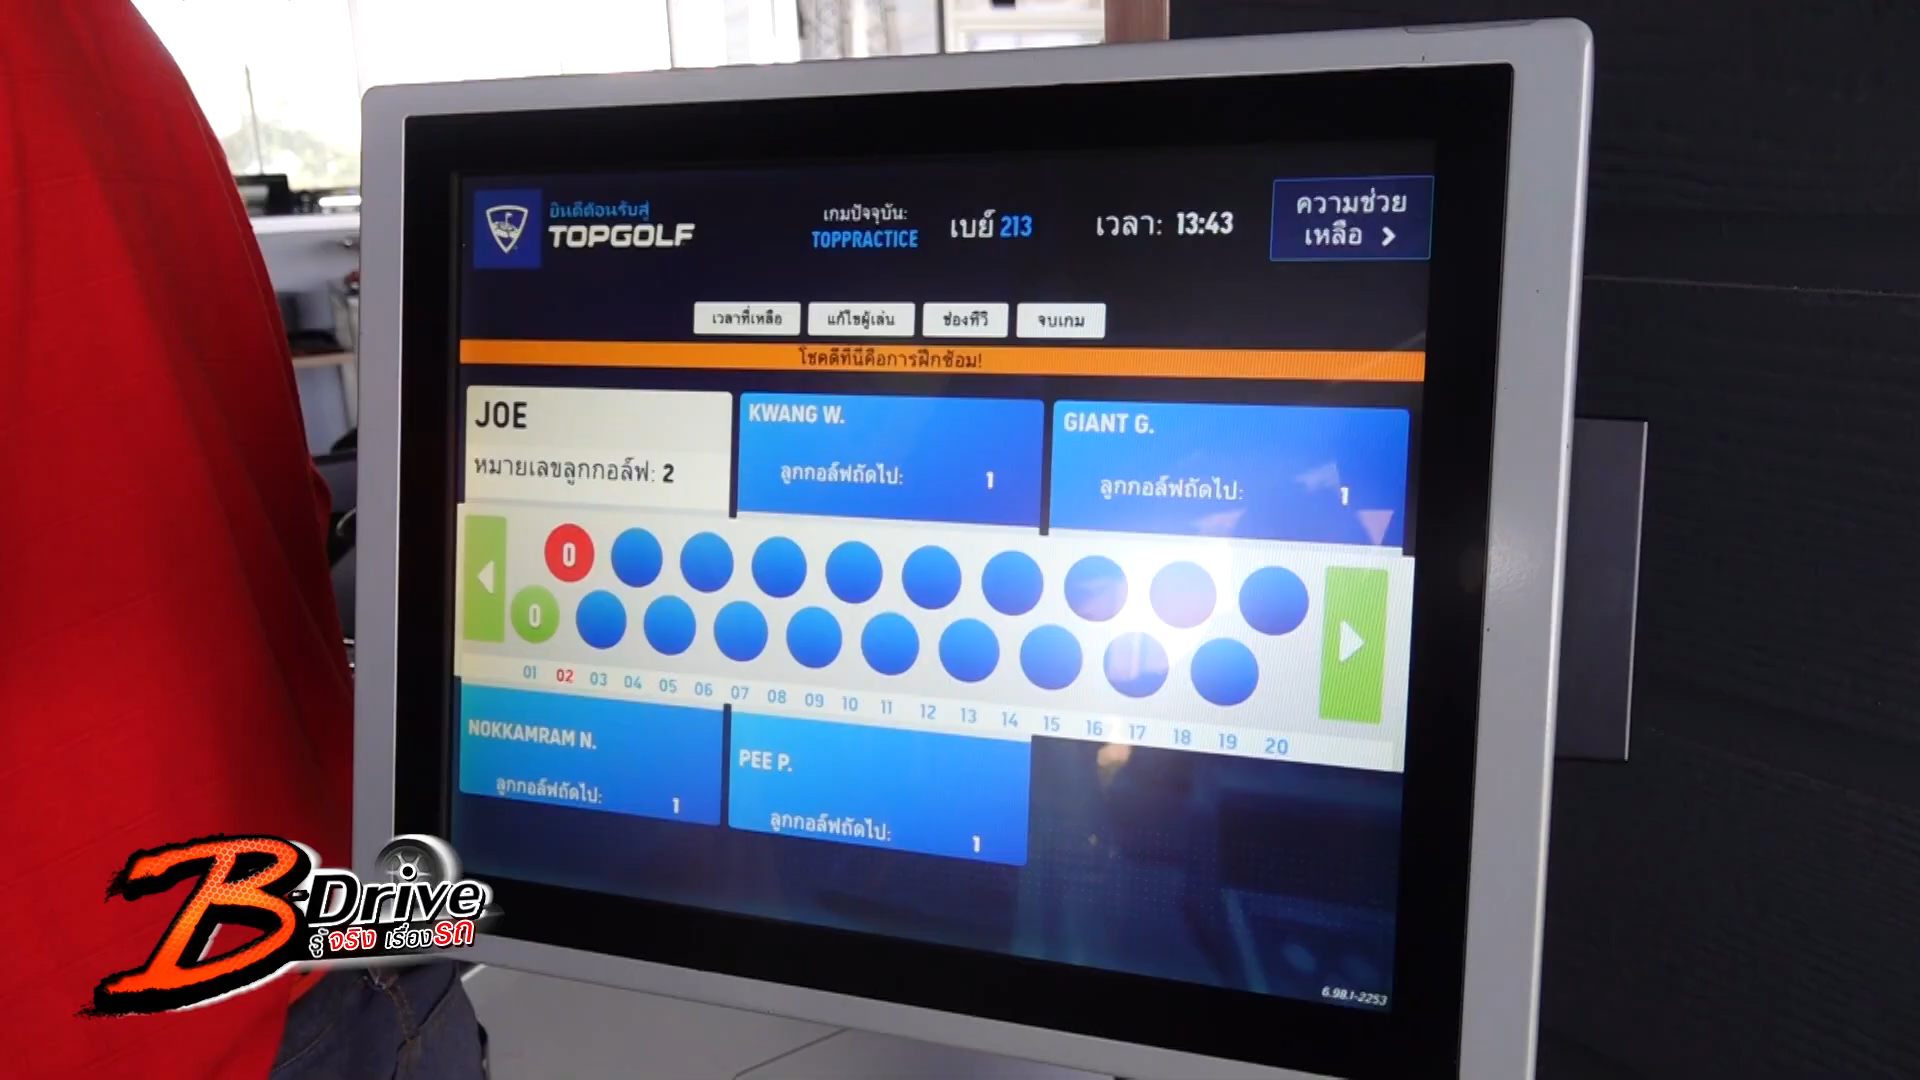 ยินดีต้อนรับสู่
TOPGOLF
เกมปัจจุบัน:
TOPPRACTICE
เบย์ 213
เวลา: 13:43
ความช่วย
เหลือ >
เวลาที่เหลือ
แก้ไขผู้เล่น
ช่องทีวี
จบเกม
โชคดีที่นี่คือการฝึกซ้อม!
JOE
หมายเลขลูกกอล์ฟ: 2
KWANG W.
ลูกกอล์ฟถัดไป: 1
GIANT G.
ลูกกอล์ฟถัดไป: 1
0
0
01 02 03 04 05 06 07 08 09 10 11 12 13 14 15 16 17 18 19 20
NOKKAMRAM N.
ลูกกอล์ฟถัดไป: 1
PEE P.
ลูกกอล์ฟถัดไป: 1
6.98.1-2253
B-Drive
รู้จริง เรื่องรถ